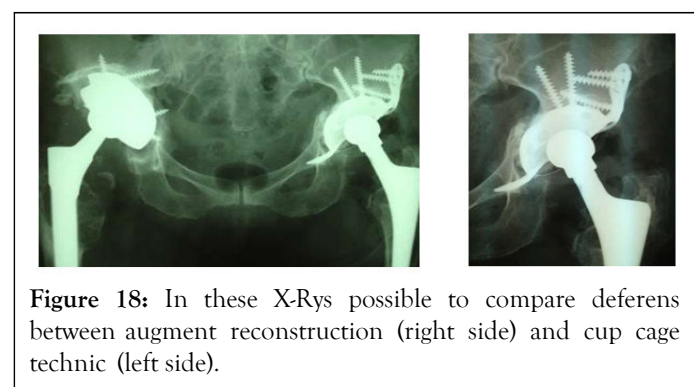 Figure 18: In these X-Rys possible to compare deferens
between augment reconstruction (right side) and cup cage
technic (left side).